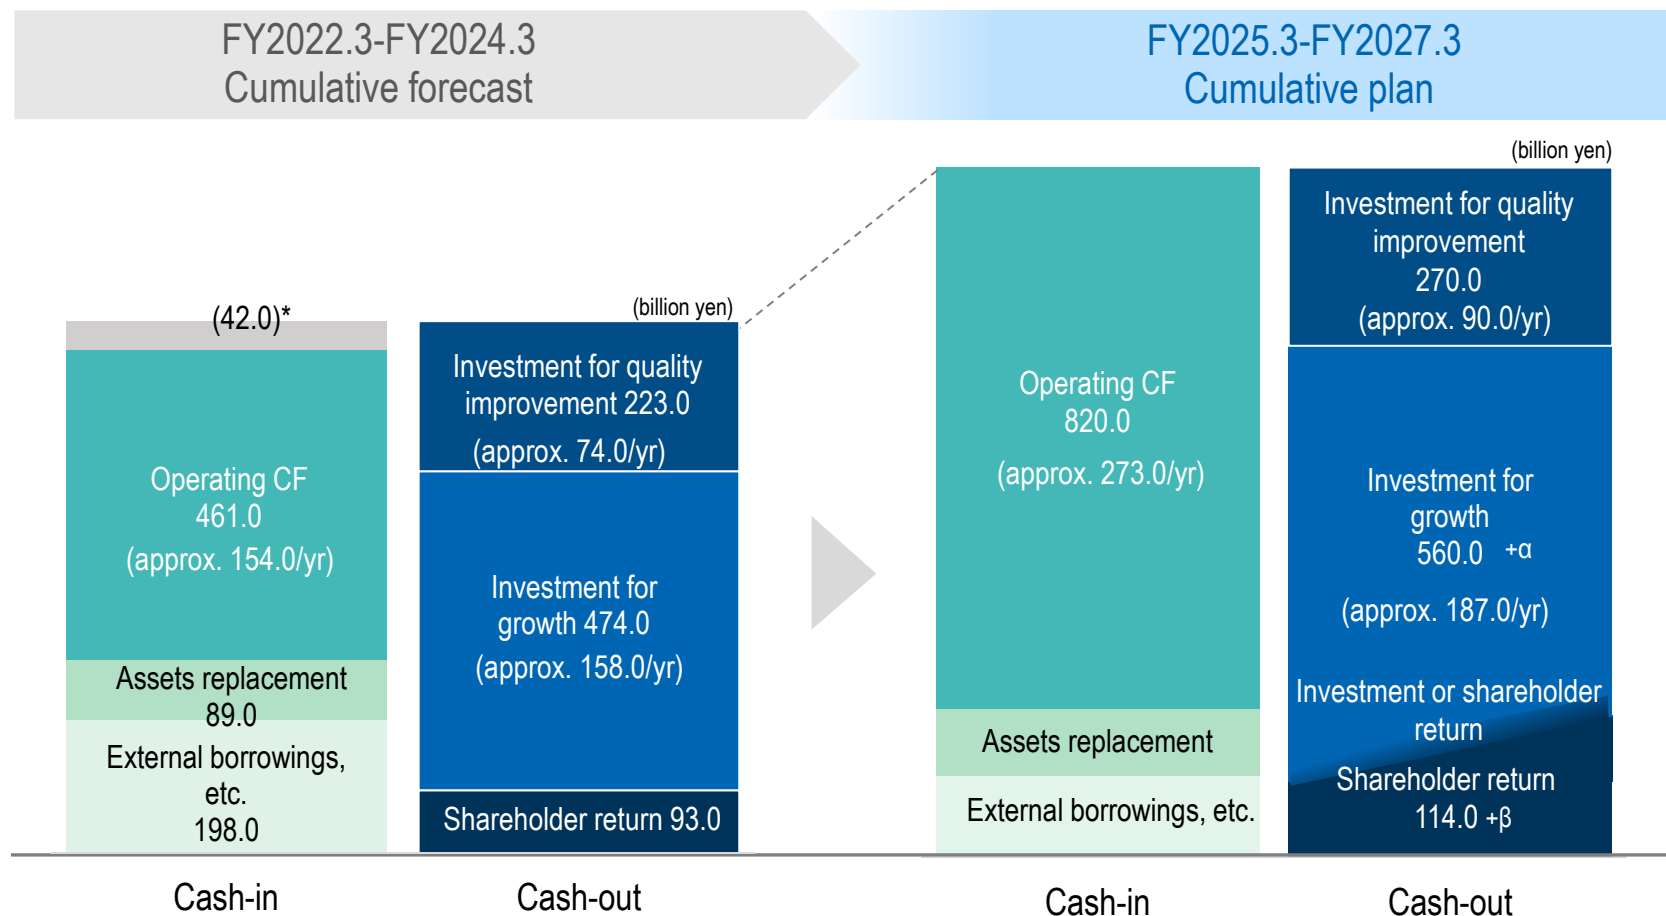 FY2022.3-FY2024.3
Cumulative forecast
FY2025.3-FY2027.3
Cumulative plan
(billion yen)
(42.0)*
Operating CF
461.0
(approx. 154.0/yr)
Assets replacement
89.0
External borrowings,
etc.
198.0
Cash-in
(billion yen)
Investment for quality
improvement 223.0
(approx. 74.0/yr)
Investment for
growth 474.0
(approx. 158.0/yr)
Shareholder return 93.0
Cash-out
Operating CF
820.0
(approx. 273.0/yr)
Assets replacement
External borrowings, etc.
Cash-in
Investment for quality
improvement
270.0
(approx. 90.0/yr)
Investment for
growth
560.0 +α
(approx. 187.0/yr)
Investment or shareholder
return
Shareholder return
114.0 +β
Cash-out